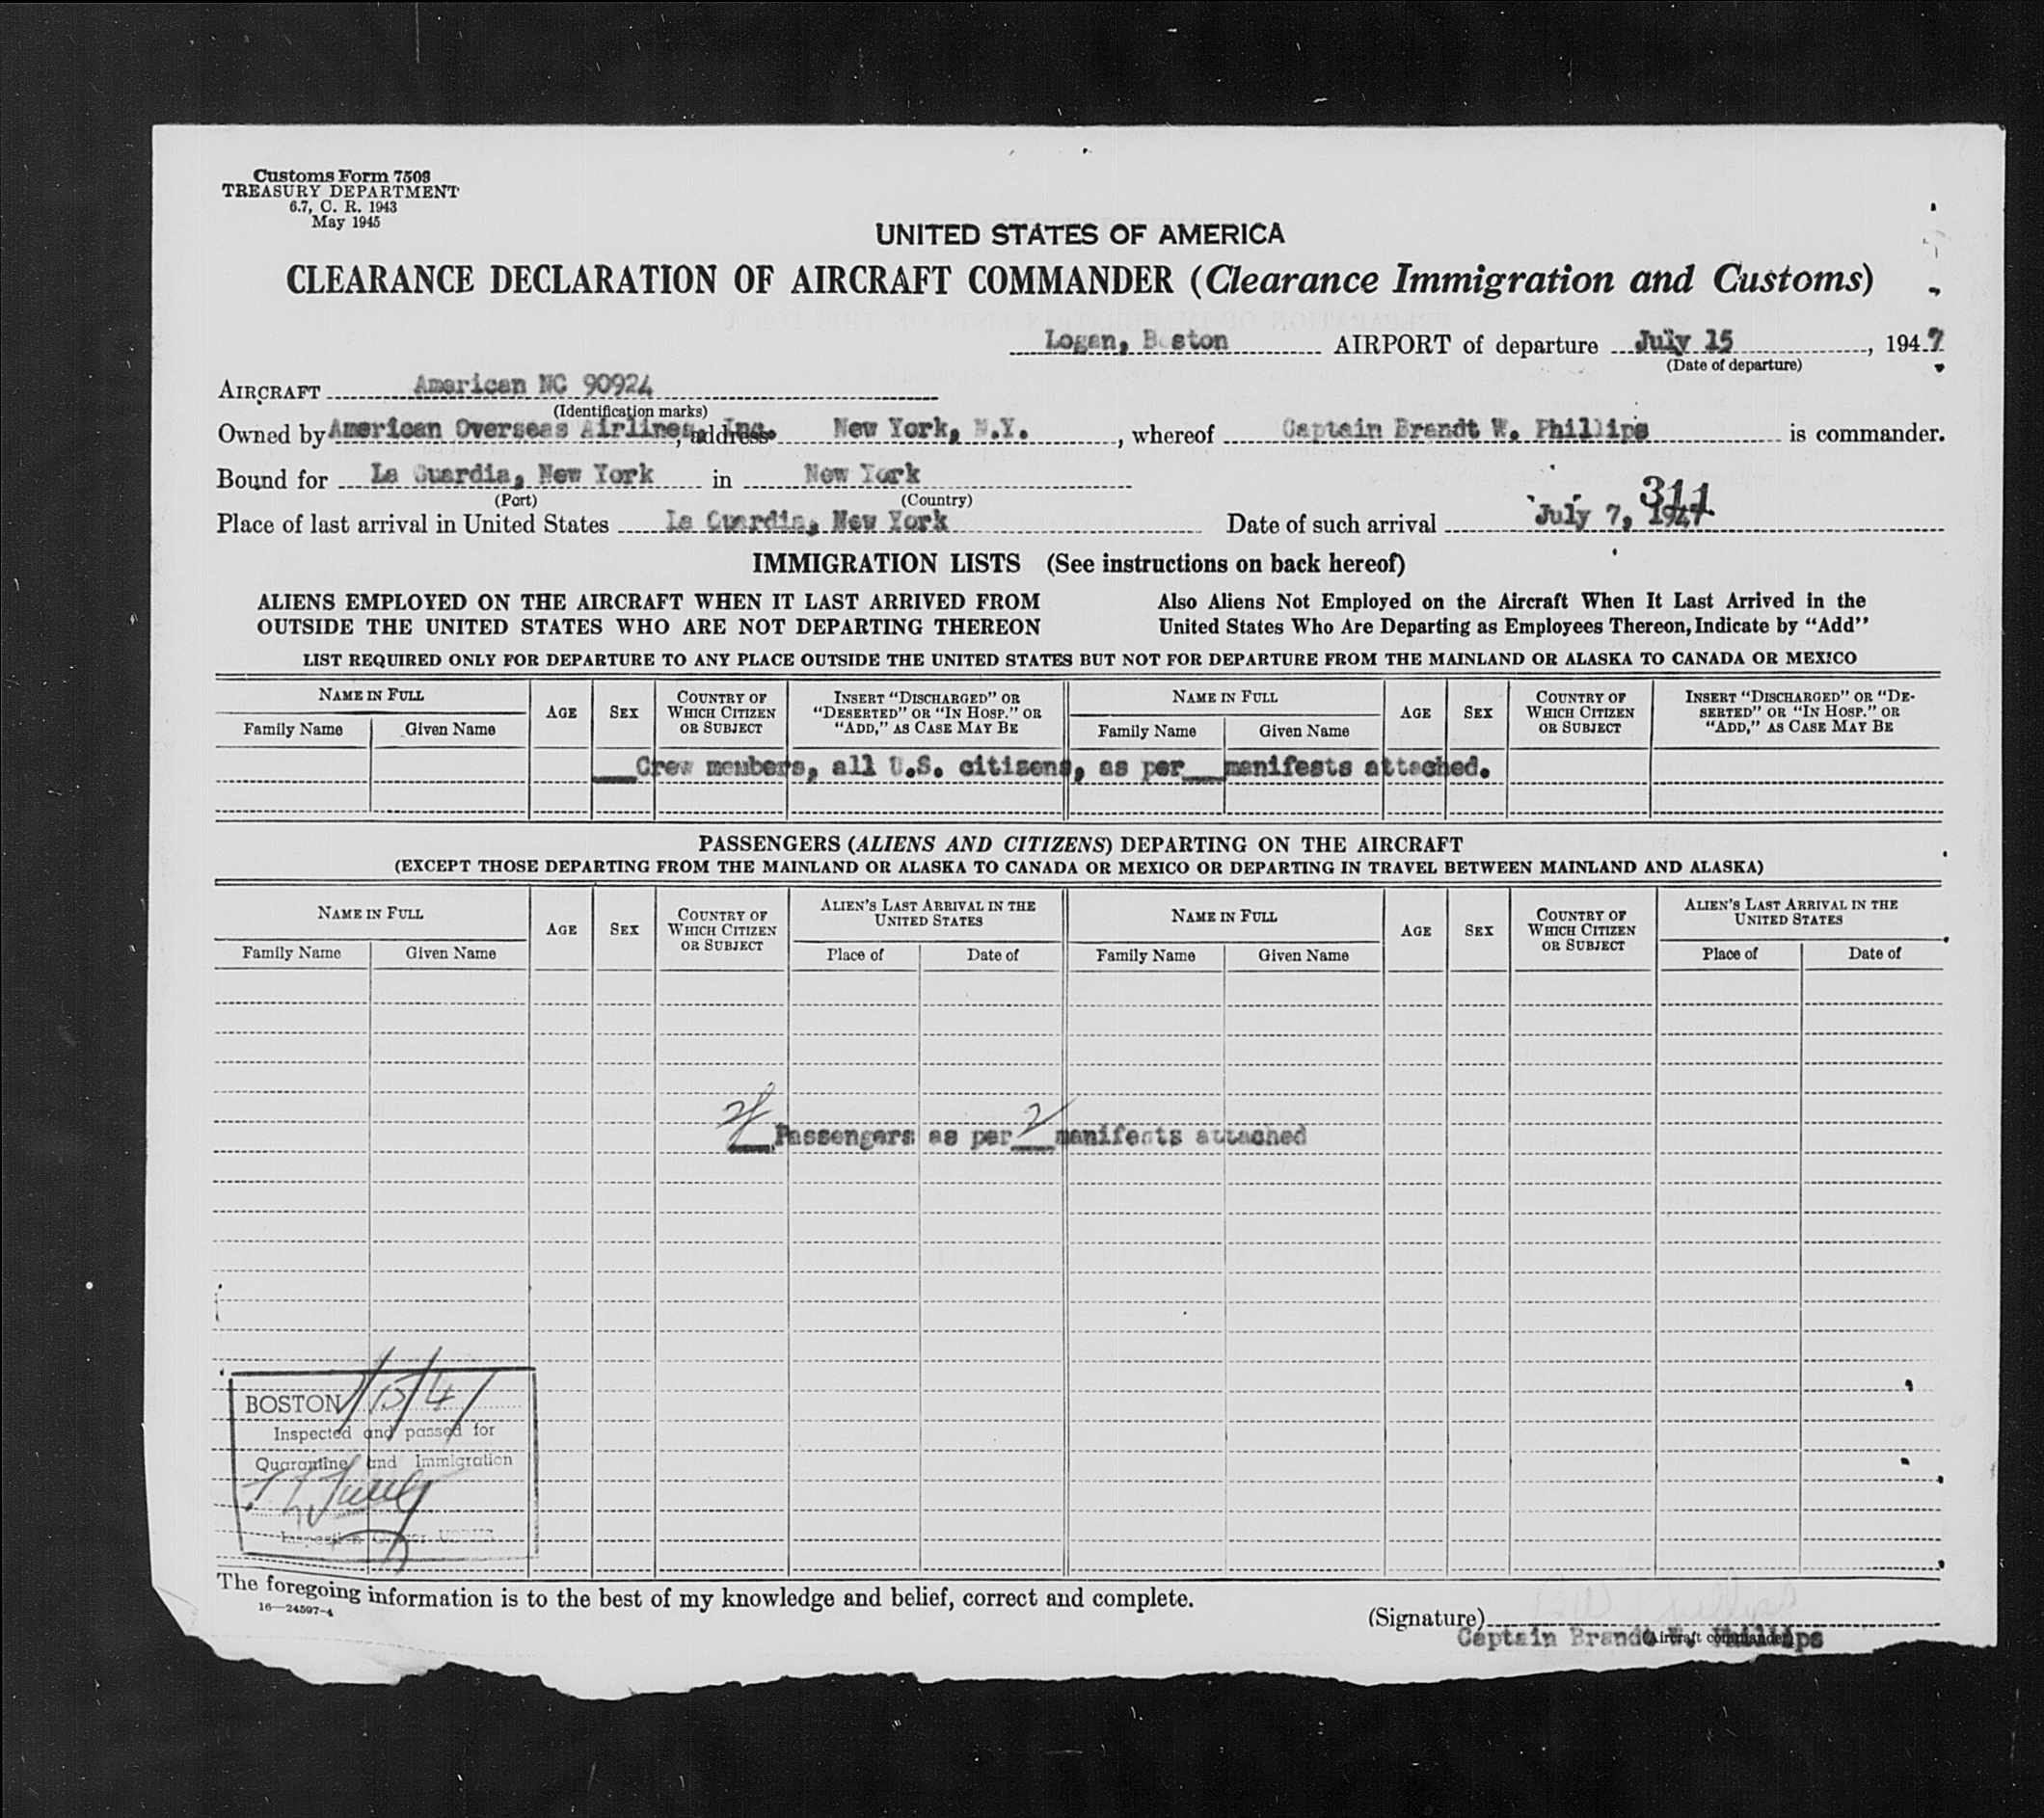 Customs Form 7509
TREASURY DEPARTMENT
6.7, C. R. 1943
May 1945
UNITED STATES OF AMERICA
CLEARANCE DECLARATION OF AIRCRAFT COMMANDER (Clearance Immigration and Customs)
Logan, Boston AIRPORT of departure July 15, 1947
(Date of departure)
AIRCRAFT American NC 90924
(Identification marks)
Owned by American Overseas Airlines, Inc., address New York, N.Y., whereof Captain Brandt W. Phillips is commander.
Bound for La Guardia, New York in New York
(Port) (Country)
311
Place of last arrival in United States La Guardia, New York Date of such arrival July 7, 1947
IMMIGRATION LISTS (See instructions on back hereof)
ALIENS EMPLOYED ON THE AIRCRAFT WHEN IT LAST ARRIVED FROM Also Aliens Not Employed on the Aircraft When It Last Arrived in the
OUTSIDE THE UNITED STATES WHO ARE NOT DEPARTING THEREON United States Who Are Departing as Employees Thereon, Indicate by "Add"
LIST REQUIRED ONLY FOR DEPARTURE TO ANY PLACE OUTSIDE THE UNITED STATES BUT NOT FOR DEPARTURE FROM THE MAINLAND OR ALASKA TO CANADA OR MEXICO
NAME IN FULL AGE SEX COUNTRY OF WHICH CITIZEN OR SUBJECT INSERT "DISCHARGED" OR "DESERTED" OR "IN HOSP." OR "ADD," AS CASE MAY BE NAME IN FULL AGE SEX COUNTRY OF WHICH CITIZEN OR SUBJECT INSERT "DISCHARGED" OR "DE-SERTED" OR "IN HOSP." OR "ADD," AS CASE MAY BE
Family Name Given Name Family Name Given Name
___Crew members, all U.S. citizens, as per___manifests attached.
PASSENGERS (ALIENS AND CITIZENS) DEPARTING ON THE AIRCRAFT
(EXCEPT THOSE DEPARTING FROM THE MAINLAND OR ALASKA TO CANADA OR MEXICO OR DEPARTING IN TRAVEL BETWEEN MAINLAND AND ALASKA)
NAME IN FULL AGE SEX COUNTRY OF WHICH CITIZEN OR SUBJECT ALIEN'S LAST ARRIVAL IN THE UNITED STATES NAME IN FULL AGE SEX COUNTRY OF WHICH CITIZEN OR SUBJECT ALIEN'S LAST ARRIVAL IN THE UNITED STATES
Family Name Given Name Place of Date of Family Name Given Name Place of Date of
Passengers as per 2 manifests attached
BOSTON 7/15/47
Inspected and passed for
Quarantine and Immigration
Inspection
The foregoing information is to the best of my knowledge and belief, correct and complete.
16—24597-4
(Signature)
Captain Brandt W. Phillips
Aircraft commander